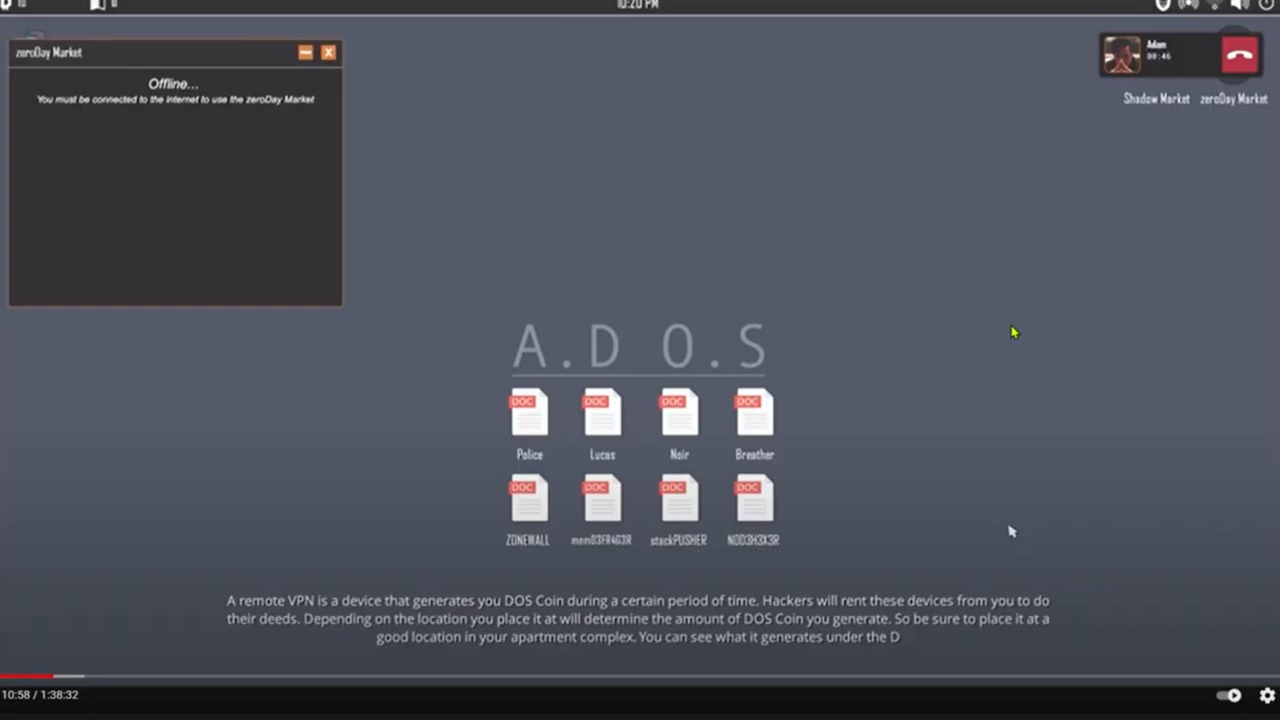 10:20 PM
zeroDay Market
Offline...
You must be connected to the internet to use the zeroDay Market
Adam
00:46
Shadow Market zeroDay Market
A.D O.S
DOC DOC DOC DOC
Police Lucas Noir Breather
DOC DOC DOC DOC
ZONEWALL memD3FR4G3R stackPUSHER N0D3H3X3R
A remote VPN is a device that generates you DOS Coin during a certain period of time. Hackers will rent these devices from you to do
their deeds. Depending on the location you place it at will determine the amount of DOS Coin you generate. So be sure to place it at a
good location in your apartment complex. You can see what it generates under the D
10:58 / 1:38:32